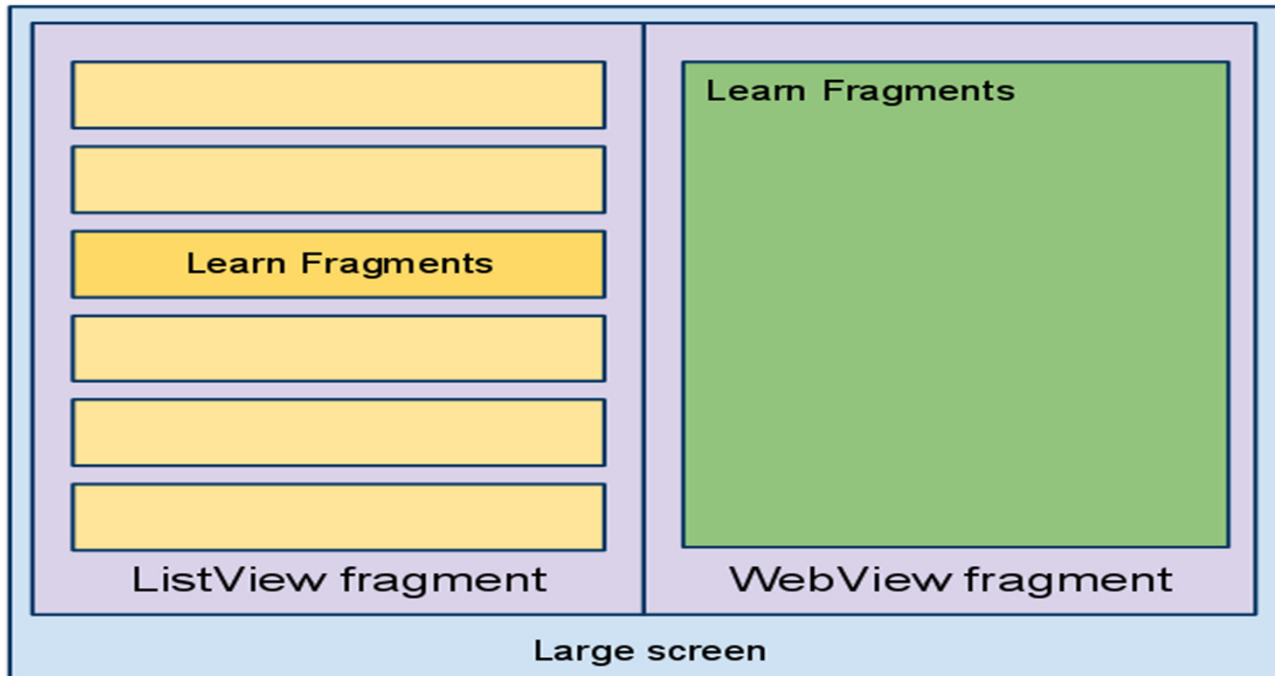 Learn Fragments
ListView fragment
Learn Fragments
WebView fragment
Large screen